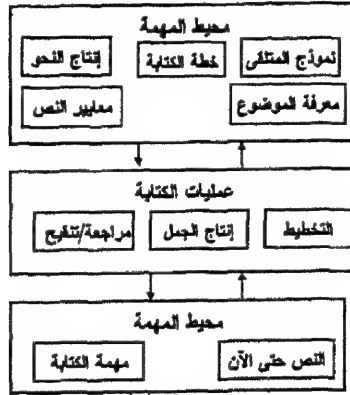 محيط المهمة
نموذج المتلقى خطة الكتابة إنتاج النحو
معرفة الموضوع معايير النص
عمليات الكتابة
التخطيط إنتاج الجمل مراجعة/تنقيح
محيط المهمة
النص حتى الآن مهمة الكتابة